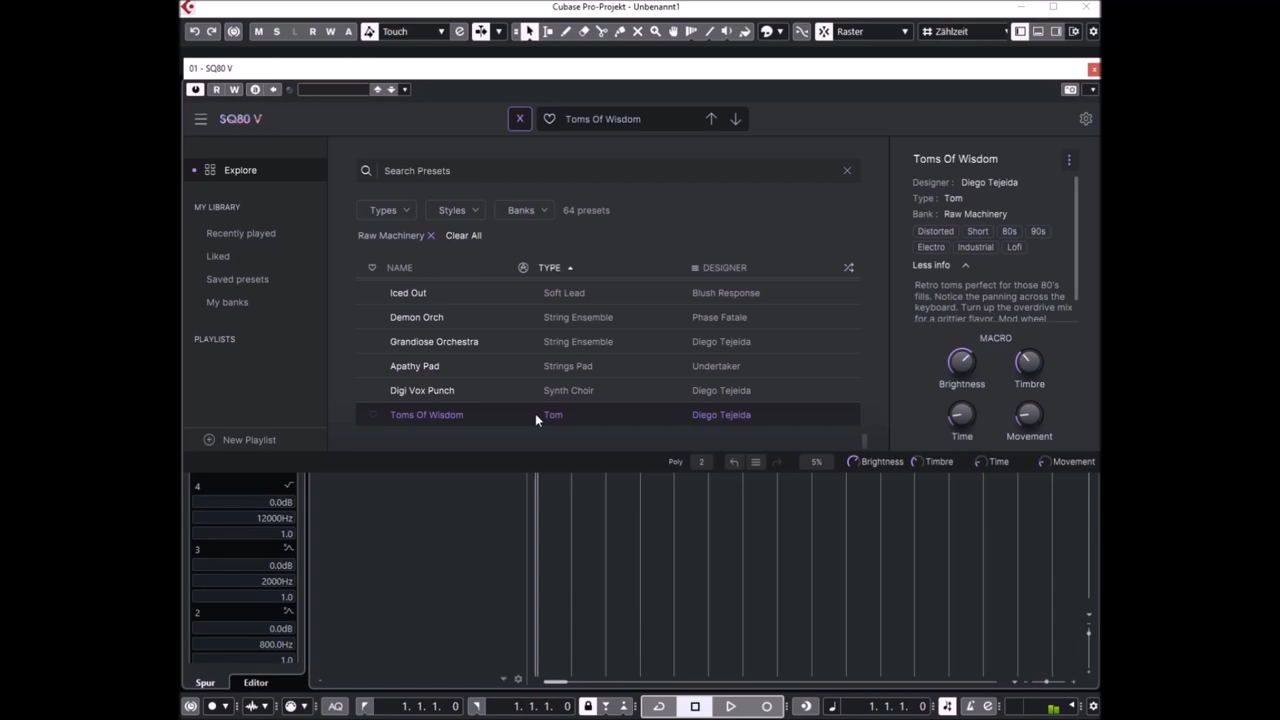 Cubase Pro-Projekt - Unbenannt1
M S L R W A Touch Raster # Zählzeit
01 - SQ80 V
R W
SQ80 V X Toms Of Wisdom
Explore
MY LIBRARY
Recently played
Liked
Saved presets
My banks
PLAYLISTS
New Playlist
Search Presets
Types Styles Banks 64 presets
Raw Machinery X Clear All
NAME TYPE DESIGNER
Iced Out Soft Lead Blush Response
Demon Orch String Ensemble Phase Fatale
Grandiose Orchestra String Ensemble Diego Tejeida
Apathy Pad Strings Pad Undertaker
Digi Vox Punch Synth Choir Diego Tejeida
Toms Of Wisdom Tom Diego Tejeida
Toms Of Wisdom
Designer : Diego Tejeida
Type : Tom
Bank : Raw Machinery
Distorted Short 80s 90s
Electro Industrial Lofi
Less info
Retro toms perfect for those 80's
fills. Notice the panning across the
keyboard. Turn up the overdrive mix
for a grittier flavor. Mod wheel
MACRO
Brightness Timbre
Time Movement
Poly 2 5% Brightness Timbre Time Movement
4
0.0dB
12000Hz
1.0
3
0.0dB
2000Hz
1.0
2
0.0dB
800.0Hz
1.0
Spur Editor
AQ 1. 1. 1. 0 1. 1. 1. 0 1. 1. 1. 0